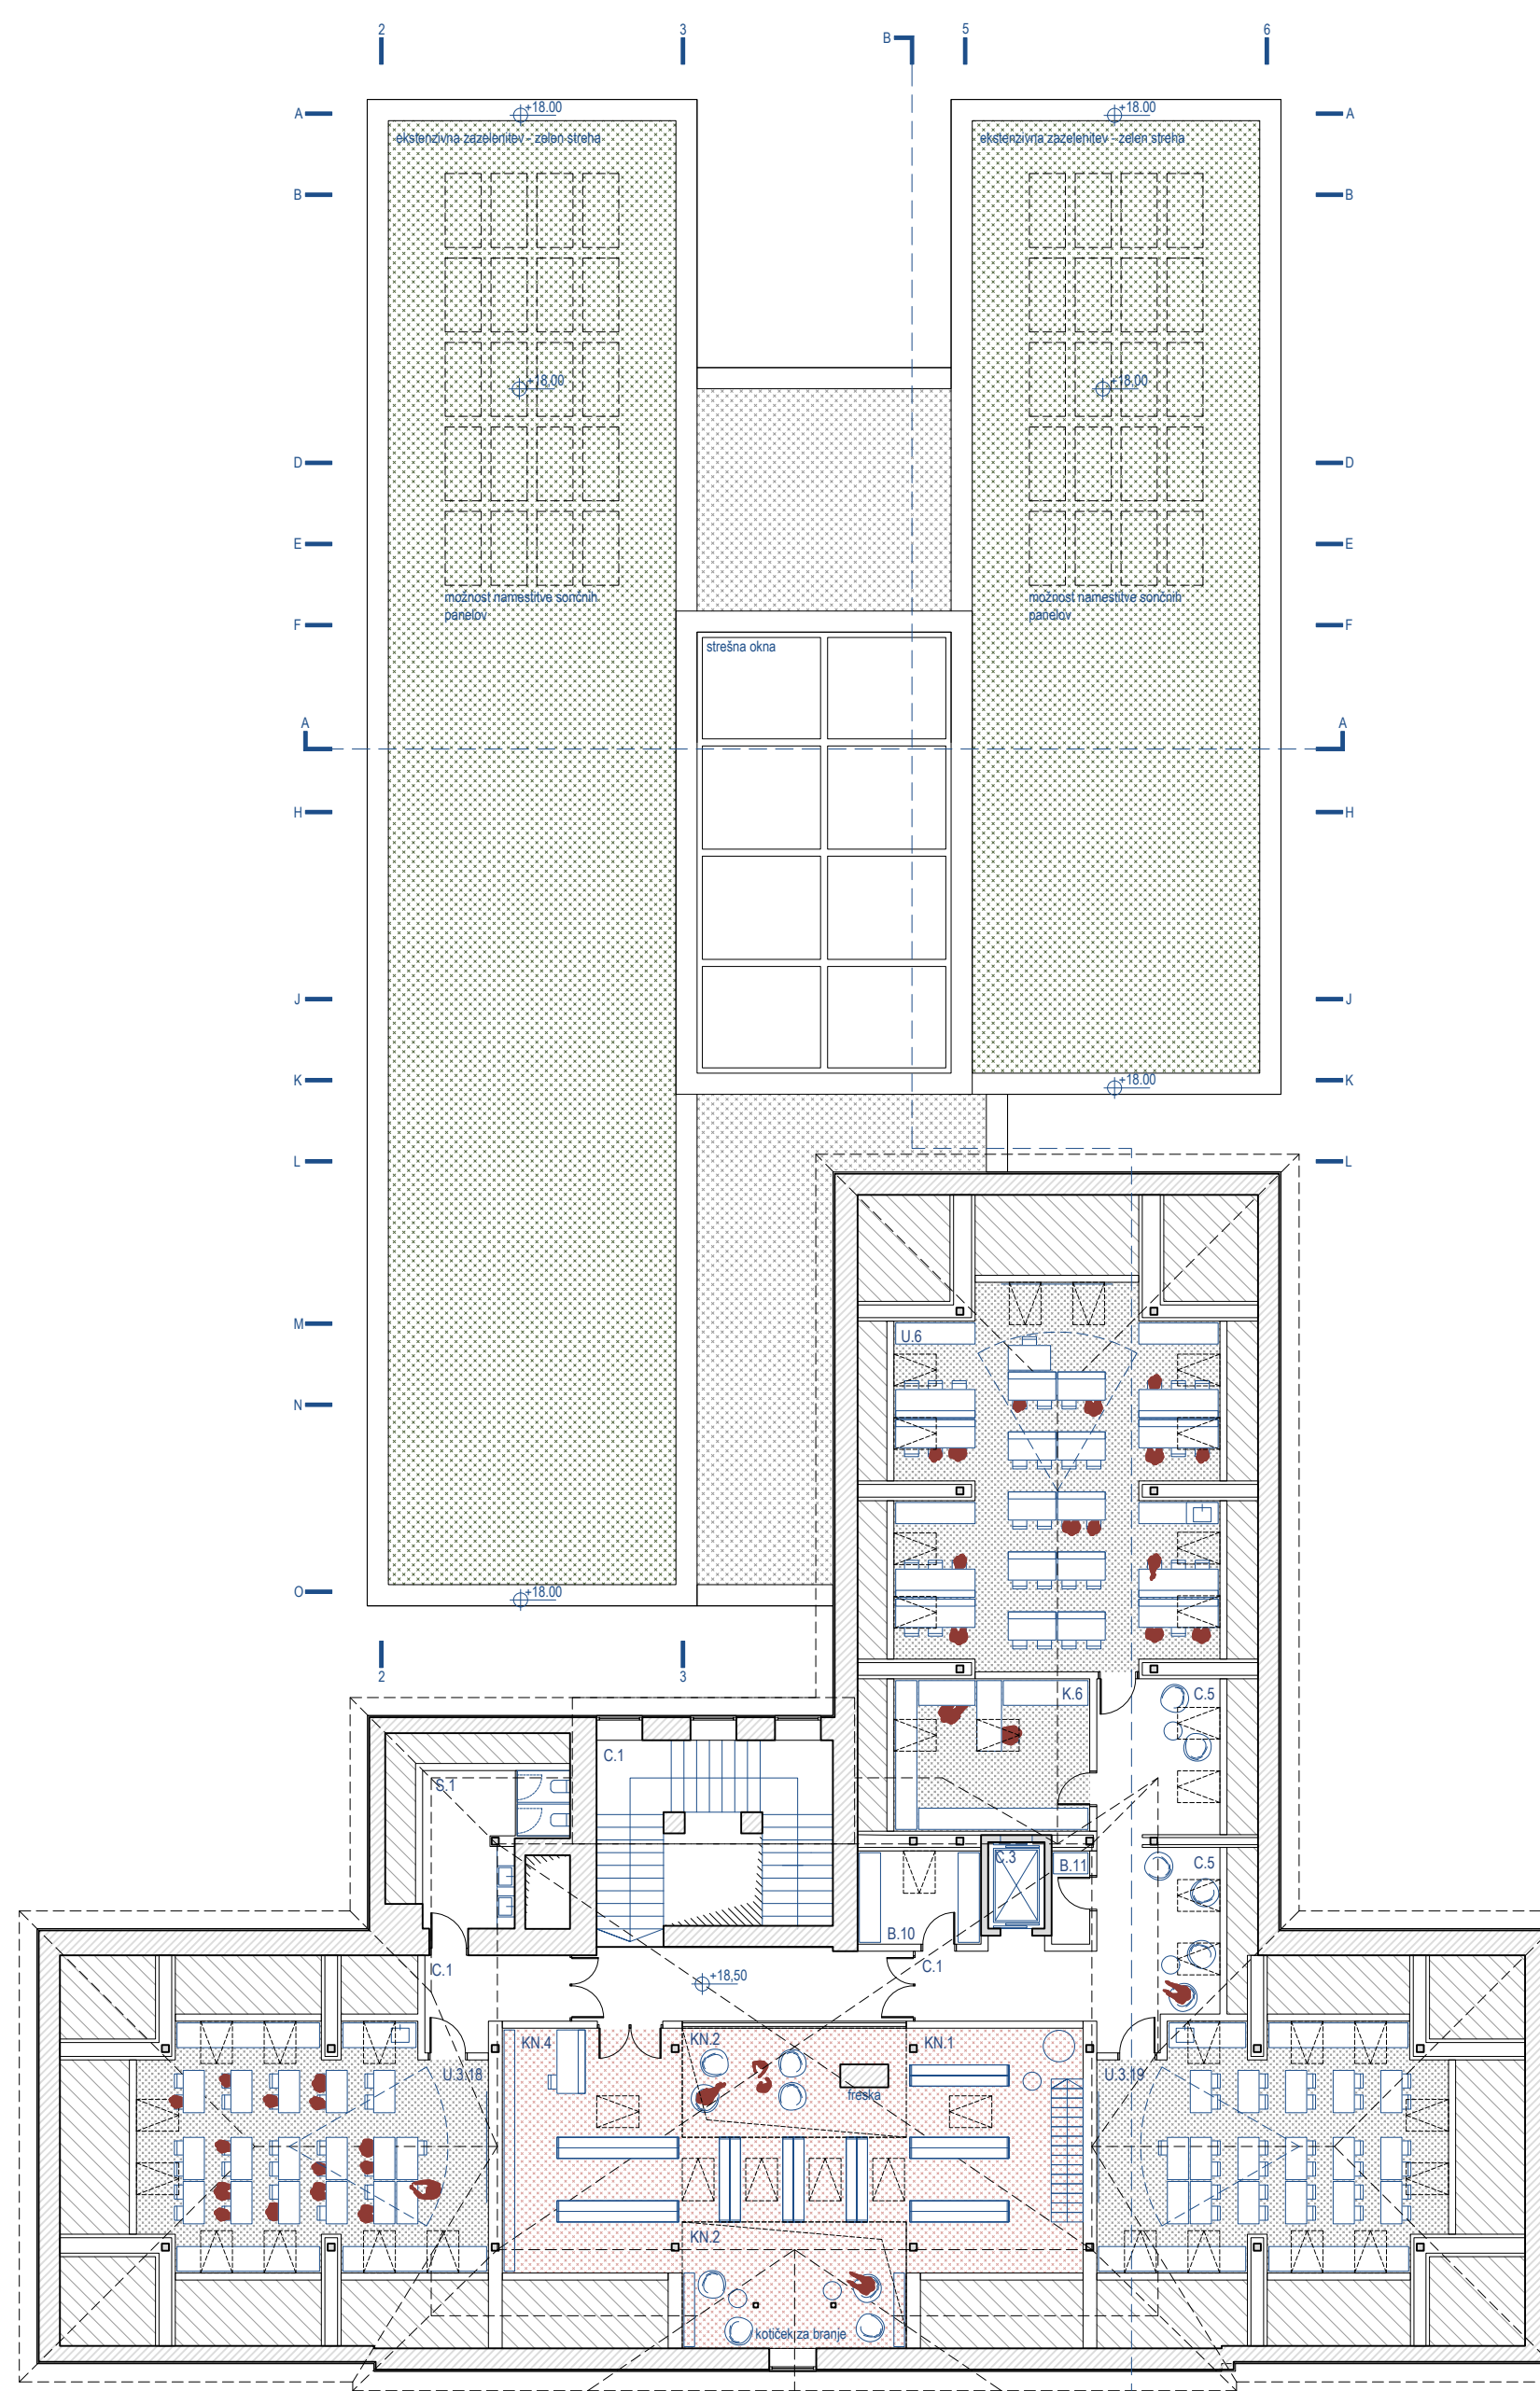 2
3
B
5
6
A
+18.00
+18.00
A
ekstenzivna zazelenitev - zelen streha
ekstenzivna zazelenitev - zelen streha
B
B
+18.00
+18.00
D
D
E
E
možnost namestitve sončnih
panelov
možnost namestitve sončnih
panelov
F
F
strešna okna
A
A
H
H
J
J
K
+18.00
K
L
L
M
U.6
N
O
+18.00
2
3
K.6
C.5
C.1
S.1
C.3
B.11
C.5
B.10
C.1
C.1
+18,50
KN.4
KN.2
KN.1
U.3.18
U.3.19
freska
KN.2
kotiček za branje